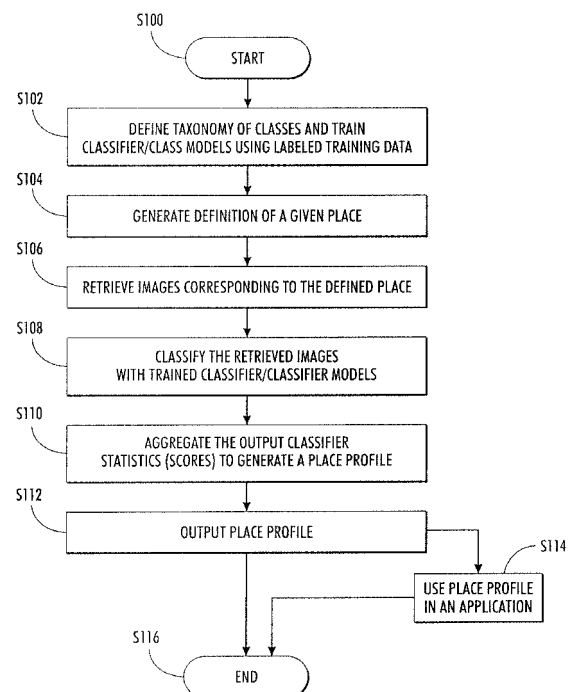 S100
START
S102
DEFINE TAXONOMY OF CLASSES AND TRAIN
CLASSIFIER/CLASS MODELS USING LABELED TRAINING DATA
S104
GENERATE DEFINITION OF A GIVEN PLACE
S106
RETRIEVE IMAGES CORRESPONDING TO THE DEFINED PLACE
S108
CLASSIFY THE RETRIEVED IMAGES
WITH TRAINED CLASSIFIER/CLASSIFIER MODELS
S110
AGGREGATE THE OUTPUT CLASSIFIER
STATISTICS (SCORES) TO GENERATE A PLACE PROFILE
S112
OUTPUT PLACE PROFILE
S114
USE PLACE PROFILE
IN AN APPLICATION
S116
END